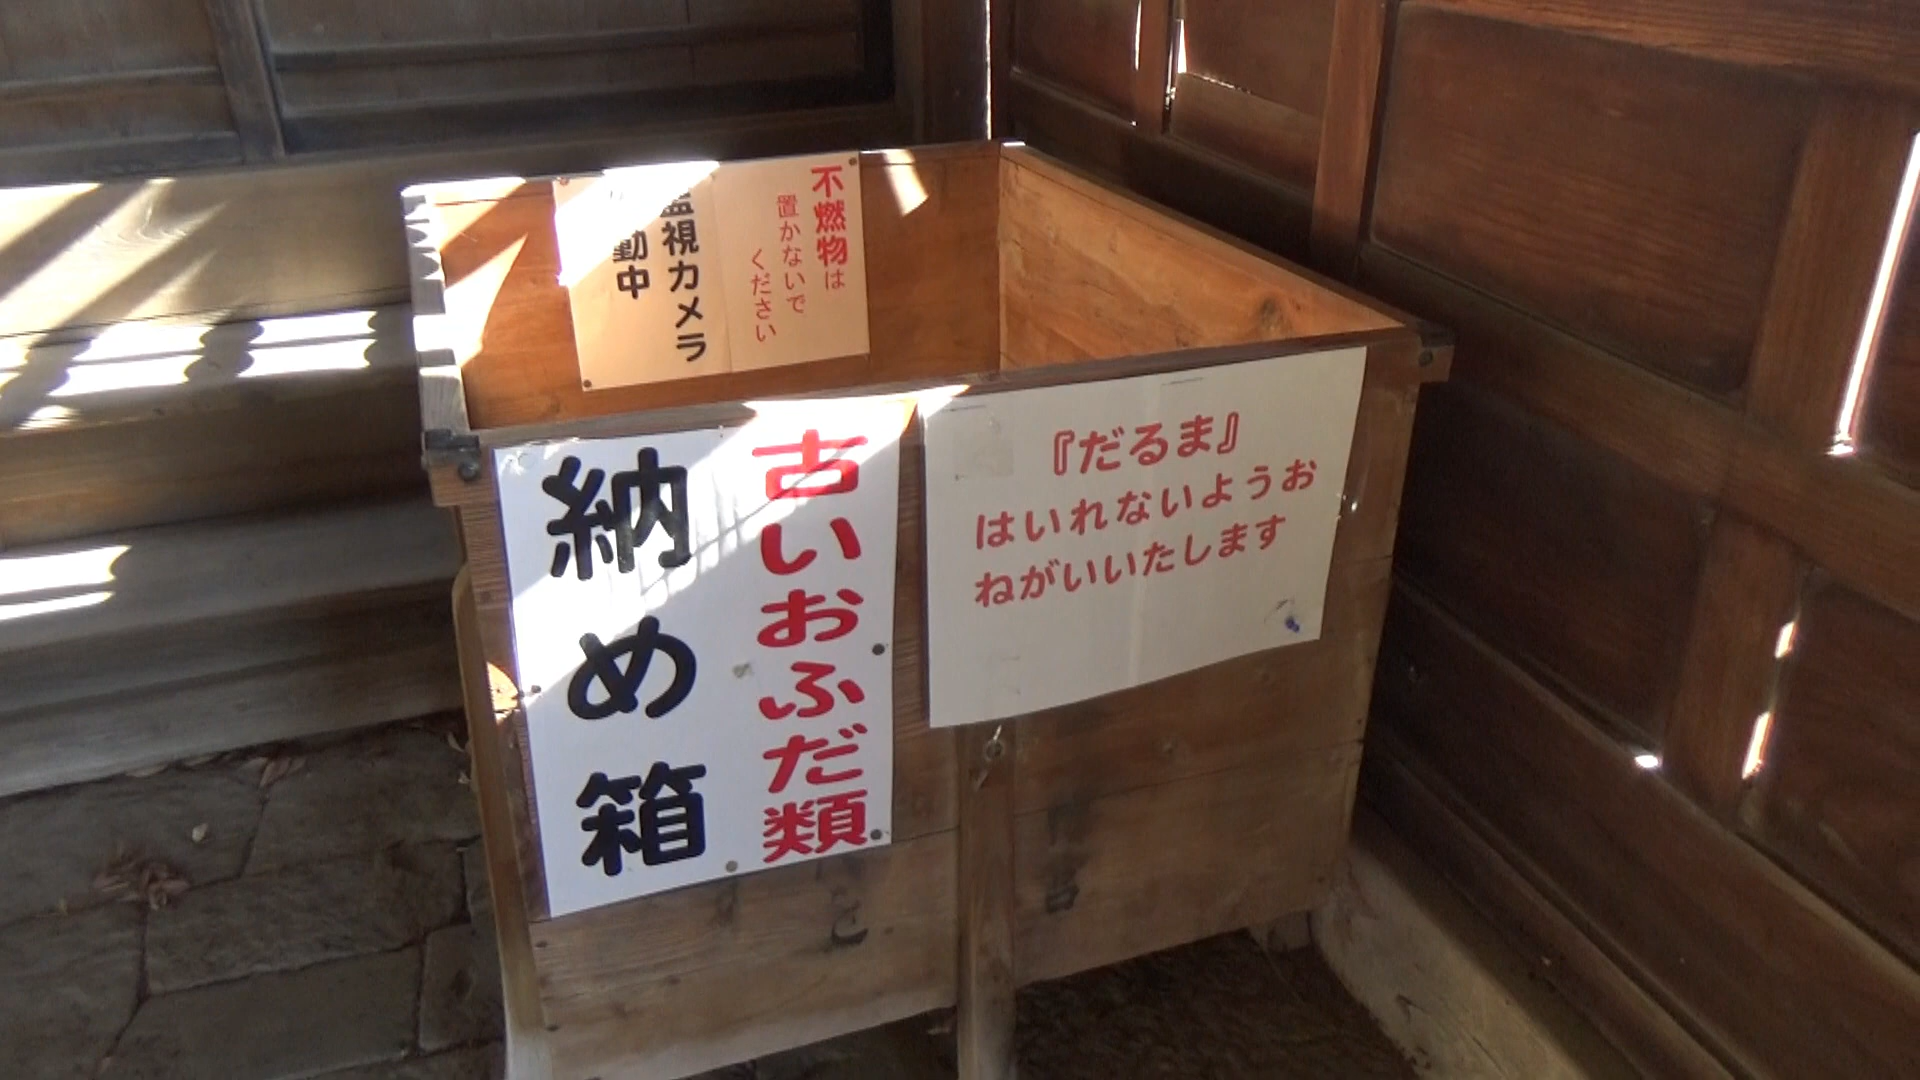 不燃物は
置かないで
ください
監視カメラ
動中
古いおふだ類
納め箱
『だるま』
はいれないようお
ねがいいたします